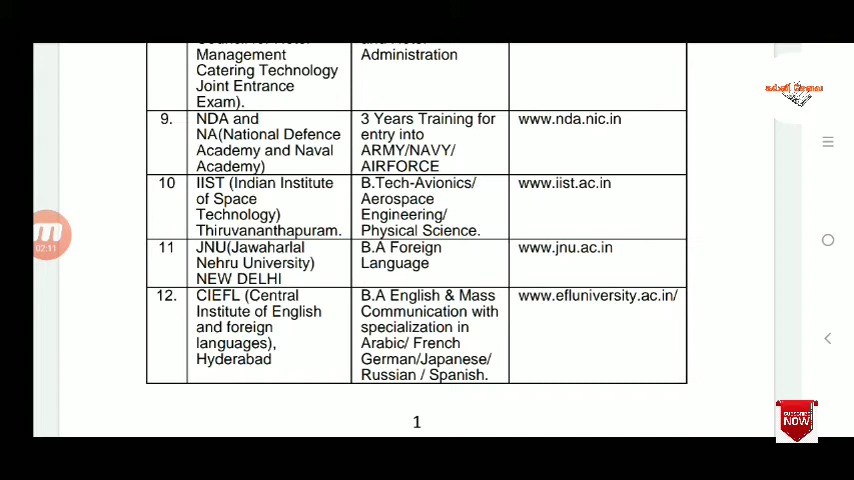 Management
Catering Technology
Joint Entrance
Exam).
Administration
9.
NDA and
NA(National Defence
Academy and Naval
Academy)
3 Years Training for
entry into
ARMY/NAVY/
AIRFORCE
www.nda.nic.in
10
IIST (Indian Institute
of Space
Technology)
Thiruvananthapuram.
B.Tech-Avionics/
Aerospace
Engineering/
Physical Science.
www.iist.ac.in
11
JNU(Jawaharlal
Nehru University)
NEW DELHI
B.A Foreign
Language
www.jnu.ac.in
12.
CIEFL (Central
Institute of English
and foreign
languages),
Hyderabad
B.A English & Mass
Communication with
specialization in
Arabic/ French
German/Japanese/
Russian / Spanish.
www.efluniversity.ac.in/
1
கல்வி சேவை
02:11
NOW